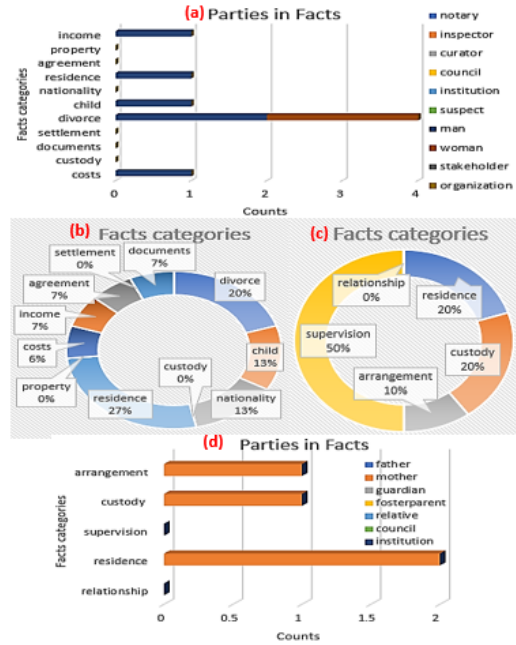 (a) Parties in Facts
income
property
agreement
residence
nationality
child
divorce
settlement
documents
custody
costs
Facts categories
0 1 2 3 4
Counts
notary
inspector
curator
council
institution
suspect
man
woman
stakeholder
organization
(b) Facts categories
settlement
0%
documents
7%
divorce
20%
agreement
7%
income
7%
child
13%
costs
6%
custody
0%
property
0%
residence
27%
nationality
13%
(c) Facts categories
relationship
0%
residence
20%
supervision
50%
custody
20%
arrangement
10%
(d) Parties in Facts
arrangement
custody
supervision
residence
relationship
Facts categories
0 0.5 1 1.5 2
Counts
father
mother
guardian
fosterparent
relative
council
institution